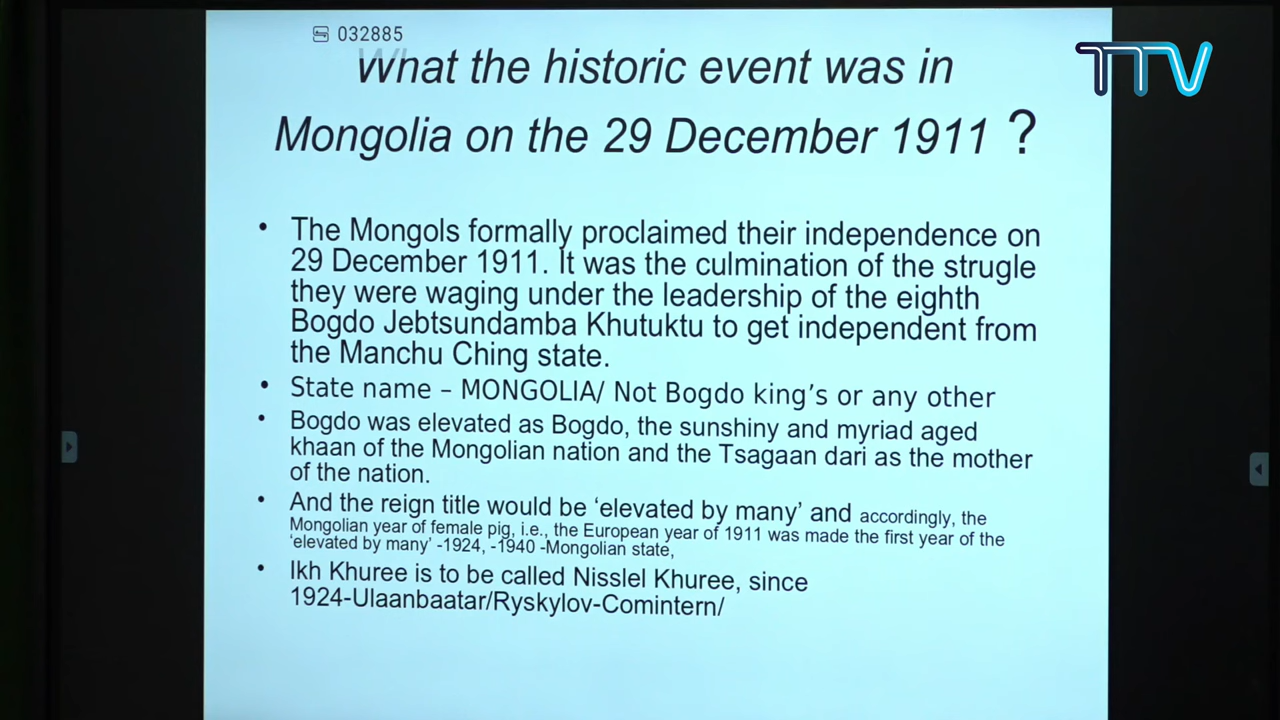 032885
TTV
What the historic event was in
Mongolia on the 29 December 1911 ?
• The Mongols formally proclaimed their independence on
29 December 1911. It was the culmination of the strugle
they were waging under the leadership of the eighth
Bogdo Jebtsundamba Khutuktu to get independent from
the Manchu Ching state.
• State name – MONGOLIA/ Not Bogdo king's or any other
• Bogdo was elevated as Bogdo, the sunshiny and myriad aged
khaan of the Mongolian nation and the Tsagaan dari as the mother
of the nation.
• And the reign title would be ‘elevated by many’ and accordingly, the
Mongolian year of female pig, i.e., the European year of 1911 was made the first year of the
‘elevated by many’ -1924, -1940 -Mongolian state,
• Ikh Khuree is to be called Nisslel Khuree, since
1924-Ulaanbaatar/Ryskylov-Comintern/